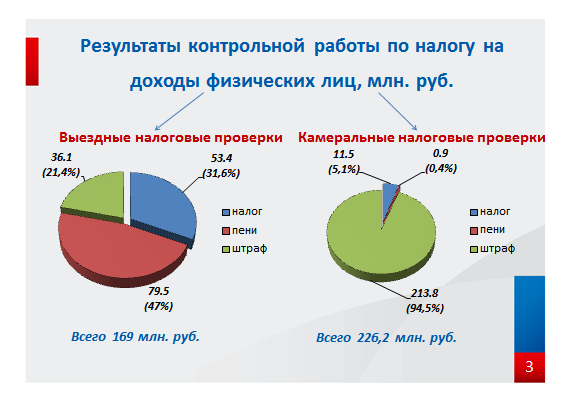 Результаты контрольной работы по налогу на
доходы физических лиц, млн. руб.
Выездные налоговые проверки
36.1
(21,4%)
53.4
(31,6%)
налог
пени
штраф
79.5
(47%)
Всего 169 млн. руб.
Камеральные налоговые проверки
11.5
(5,1%)
0.9
(0,4%)
налог
пени
штраф
213.8
(94,5%)
Всего 226,2 млн. руб.
3